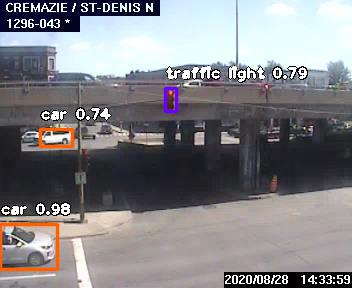 CREMAZIE / ST-DENIS N
1296-043 *
traffic light 0.79
car 0.74
car 0.98
2020/08/28 14:33:59